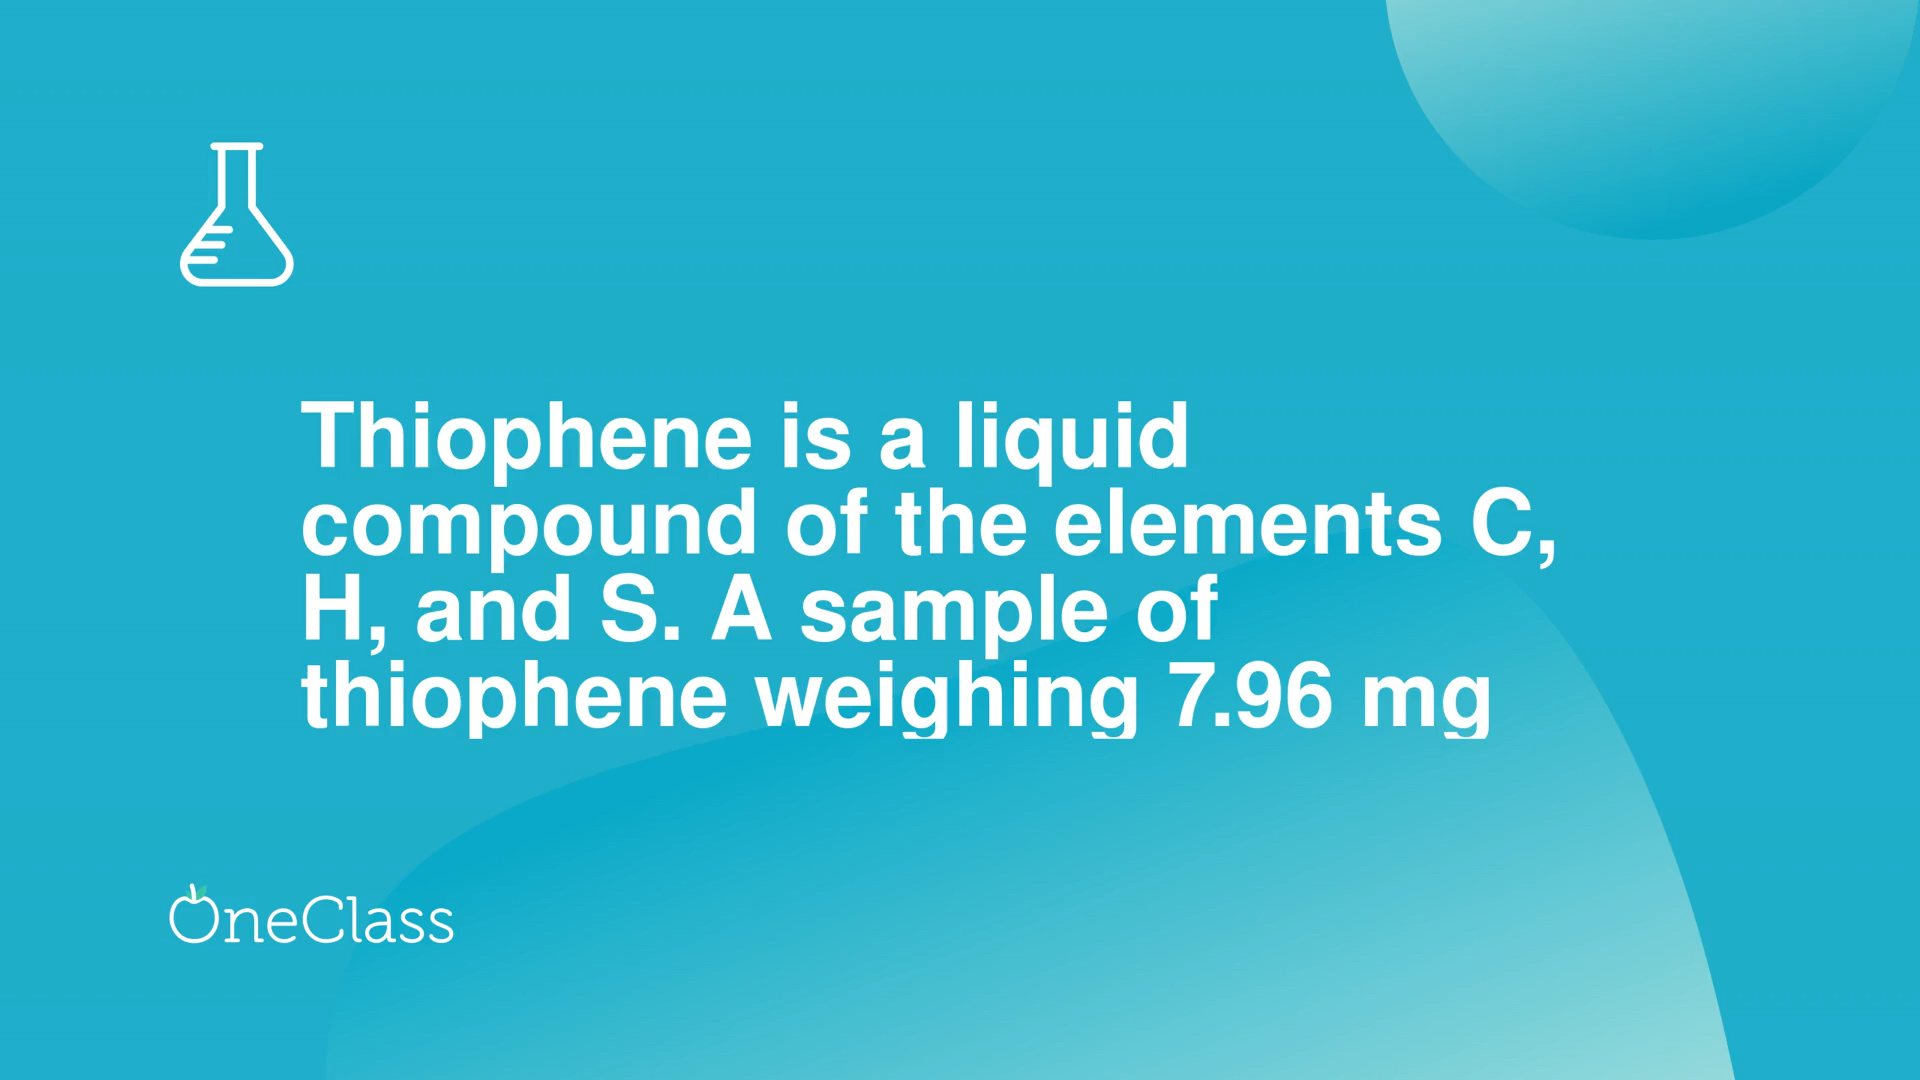 Thiophene is a liquid
compound of the elements C,
H, and S. A sample of
thiophene weighing 7.96 mg
OneClass